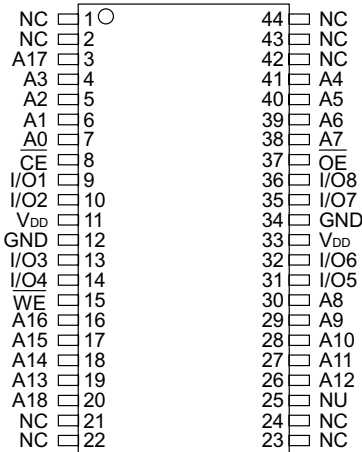 NC 1 44 NC
NC 2 43 NC
A17 3 42 NC
A3 4 41 A4
A2 5 40 A5
A1 6 39 A6
A0 7 38 A7
CE 8 37 OE
I/O1 9 36 I/O8
I/O2 10 35 I/O7
VDD 11 34 GND
GND 12 33 VDD
I/O3 13 32 I/O6
I/O4 14 31 I/O5
WE 15 30 A8
A16 16 29 A9
A15 17 28 A10
A14 18 27 A11
A13 19 26 A12
A18 20 25 NU
NC 21 24 NC
NC 22 23 NC